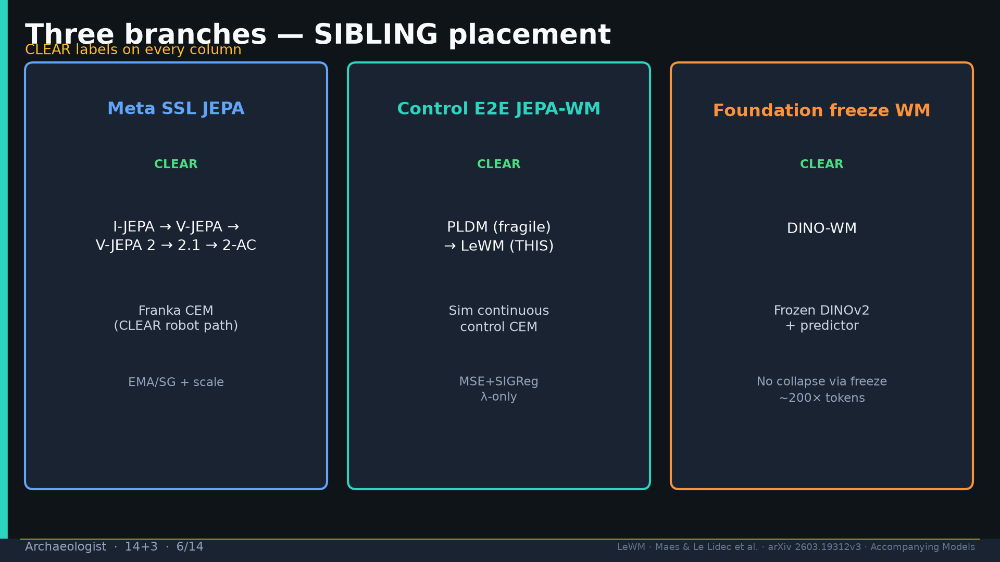 Three branches — SIBLING placement
CLEAR labels on every column
Meta SSL JEPA
CLEAR
I-JEPA → V-JEPA →
V-JEPA 2 → 2.1 → 2-AC
Franka CEM
(CLEAR robot path)
EMA/SG + scale
Control E2E JEPA-WM
CLEAR
PLDM (fragile)
→ LeWM (THIS)
Sim continuous
control CEM
MSE+SIGReg
λ-only
Foundation freeze WM
CLEAR
DINO-WM
Frozen DINOv2
+ predictor
No collapse via freeze
~200× tokens
Archaeologist · 14+3 · 6/14
LeWM · Maes & Le Lidec et al. · arXiv 2603.19312v3 · Accompanying Models